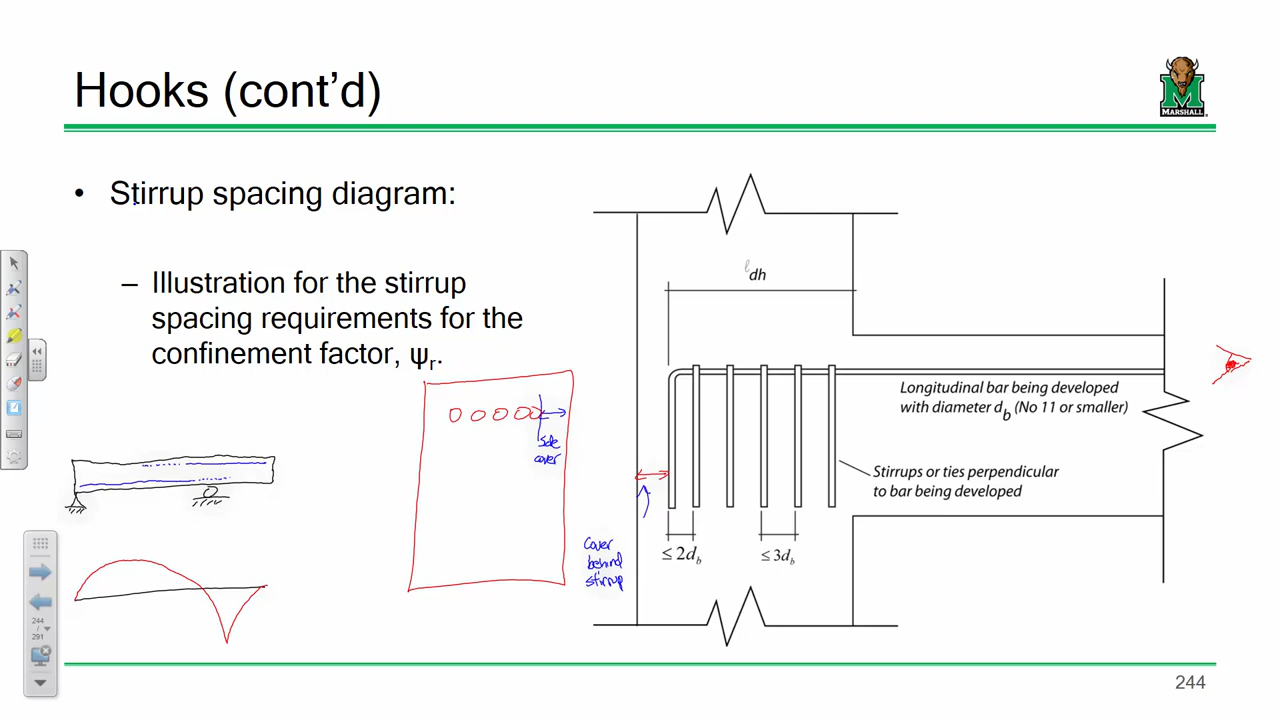 Hooks (cont'd)
MARSHALL
• Stirrup spacing diagram:
– Illustration for the stirrup
spacing requirements for the
confinement factor, ψr.
ℓdh
Longitudinal bar being developed
with diameter db (No 11 or smaller)
Stirrups or ties perpendicular
to bar being developed
≤ 2db
≤ 3db
side
cover
Cover
behind
stirrup
244
/
291
244